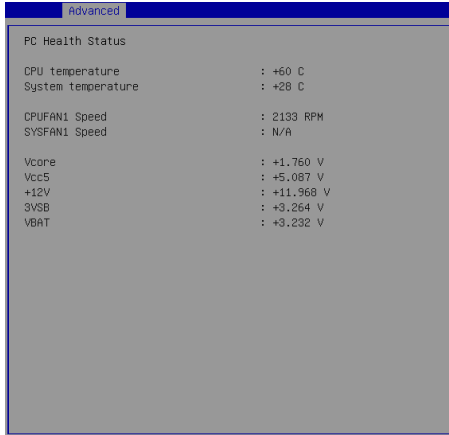 Advanced
PC Health Status
CPU temperature : +60 C
System temperature : +28 C
CPUFAN1 Speed : 2133 RPM
SYSFAN1 Speed : N/A
Vcore : +1.760 V
Vcc5 : +5.087 V
+12V : +11.968 V
3VSB : +3.264 V
VBAT : +3.232 V